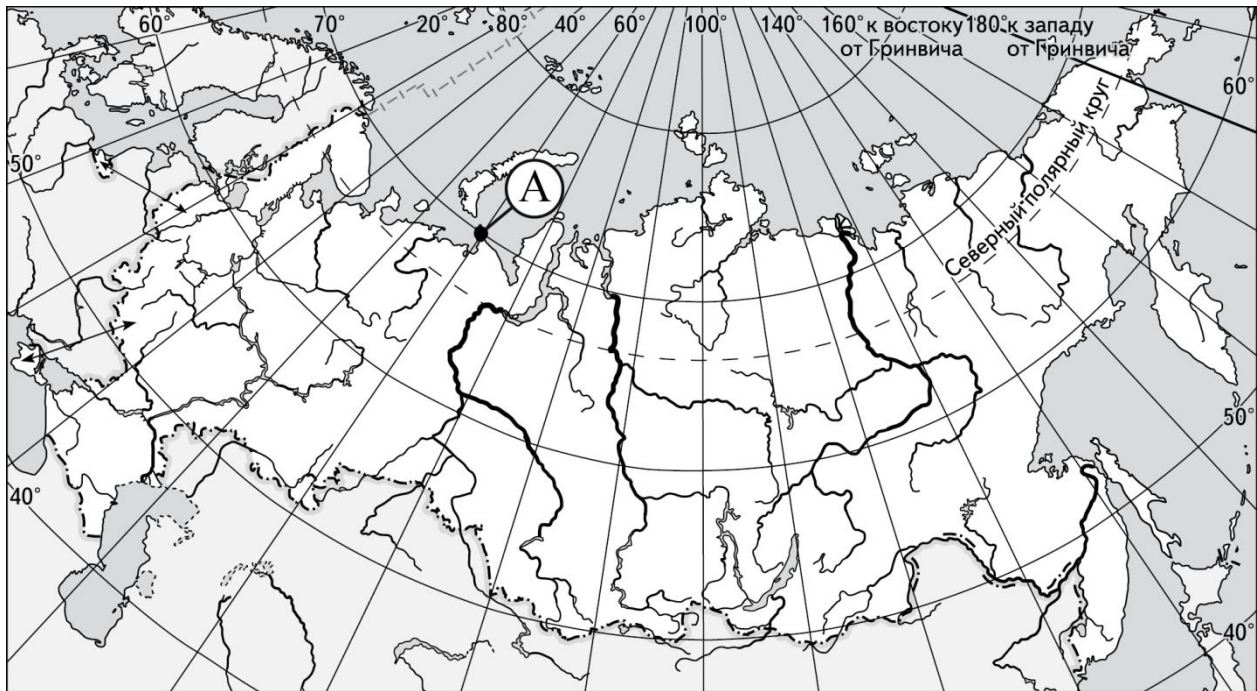 60° 70° 20° 80° 40° 60° 100° 140° 160° к востоку 180° к западу
от Гринвича от Гринвича
60°
А
Северный полярный круг
50°
50°
40°
40°